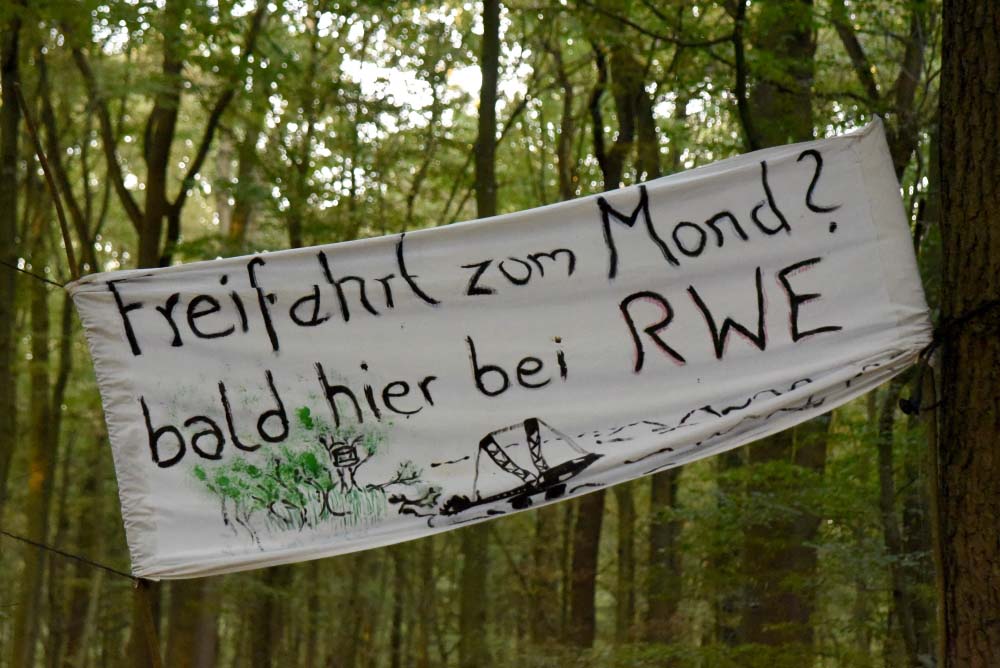 Freifahrt zum Mond?
bald hier bei RWE